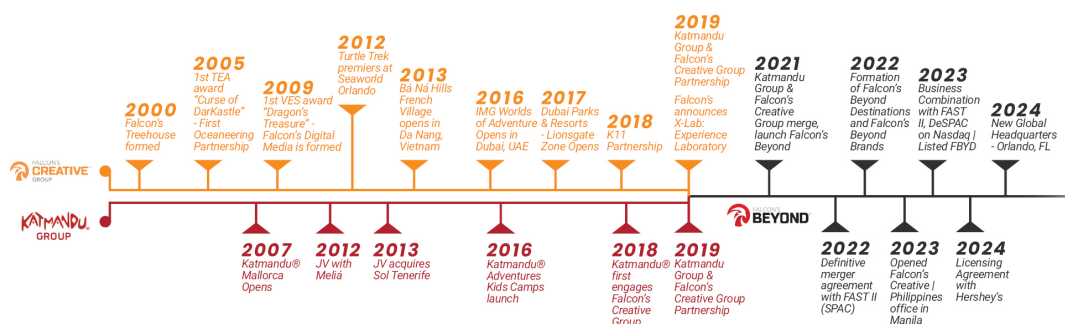 2000
Falcon's
Treehouse
formed
2005
1st TEA
award
"Curse of
DarKastle"
- First
Oceaneering
Partnership
2009
1st VES award
"Dragon's
Treasure" -
Falcon's Digital
Media is formed
2012
Turtle Trek
premiers at
Seaworld
Orlando
2013
Bá Ná Hills
French
Village
opens in
Da Nang,
Vietnam
2016
IMG Worlds
of Adventure
Opens in
Dubai, UAE
2017
Dubai Parks
& Resorts
- Lionsgate
Zone Opens
2018
K11
Partnership
2019
Katmandu
Group &
Falcon's
Creative Group
Partnership
Falcon's
announces
X-Lab:
Experience
Laboratory
2021
Katmandu
Group &
Falcon's
Creative
Group merge,
launch Falcon's
Beyond
2022
Formation
of Falcon's
Beyond
Destinations
and Falcon's
Beyond
Brands
2023
Business
Combination
with FAST
II, DeSPAC
on Nasdaq |
Listed FBYD
2024
New Global
Headquarters
- Orlando, FL
FALCON'S
CREATIVE
GROUP
KATMANDU®
GROUP
FALCON'S
BEYOND
2007
Katmandu®
Mallorca
Opens
2012
JV with
Meliá
2013
JV acquires
Sol Tenerife
2016
Katmandu®
Adventures
Kids Camps
launch
2018
Katmandu®
first
engages
Falcon's
Creative
Group
2019
Katmandu
Group &
Falcon's
Creative Group
Partnership
2022
Definitive
merger
agreement
with FAST II
(SPAC)
2023
Opened
Falcon's
Creative |
Philippines
office in
Manila
2024
Licensing
Agreement
with
Hershey's